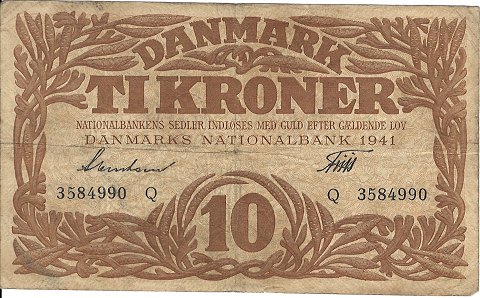 DANMARK
TI KRONER
NATIONALBANKENS SEDLER INDLØSES MED GULD EFTER GÆLDENDE LOV
DANMARKS NATIONALBANK 1941
3584990 Q Q 3584990
10